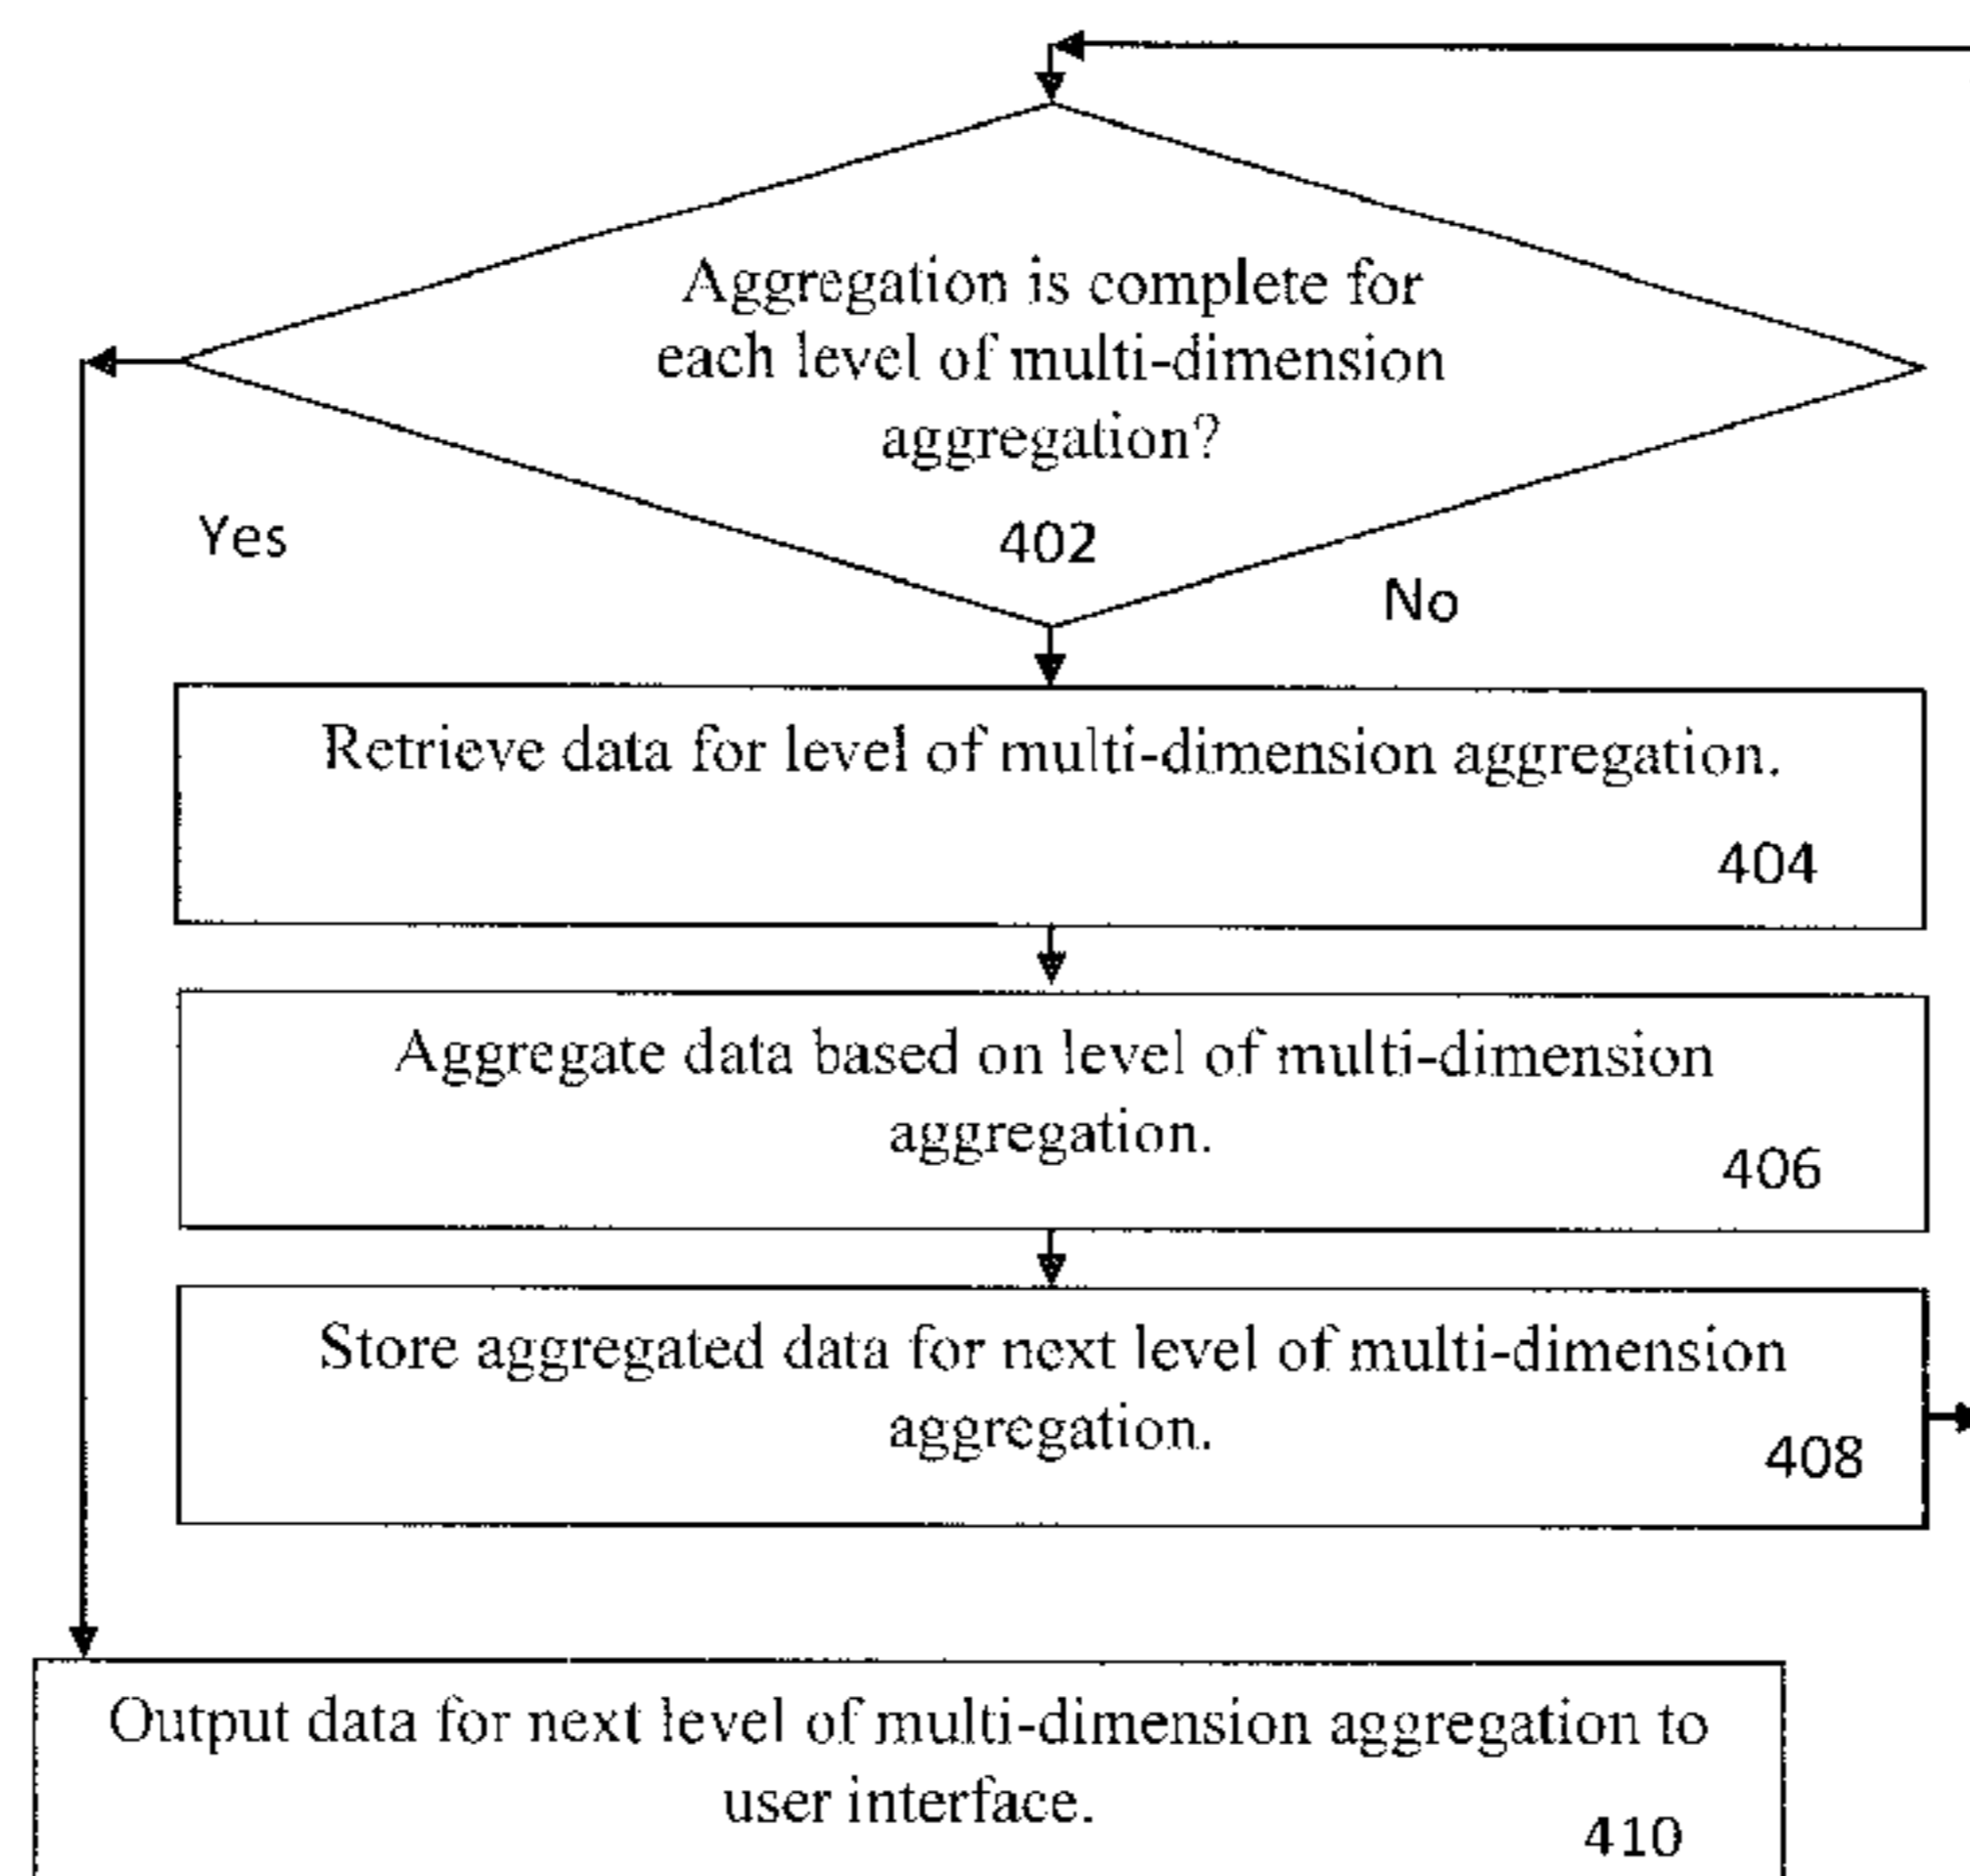 Aggregation is complete for
each level of multi-dimension
aggregation?
402
Yes
No
Retrieve data for level of multi-dimension aggregation.
404
Aggregate data based on level of multi-dimension
aggregation.
406
Store aggregated data for next level of multi-dimension
aggregation.
408
Output data for next level of multi-dimension aggregation to
user interface.
410